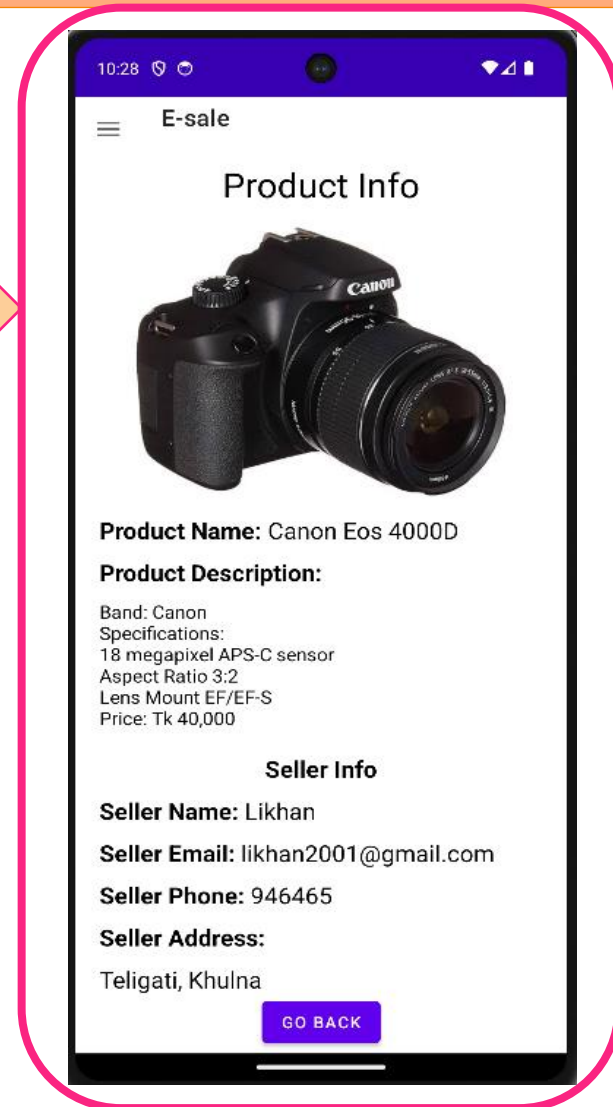 10:28
E-sale
Product Info
Canon
Product Name: Canon Eos 4000D
Product Description:
Band: Canon
Specifications:
18 megapixel APS-C sensor
Aspect Ratio 3:2
Lens Mount EF/EF-S
Price: Tk 40,000
Seller Info
Seller Name: Likhan
Seller Email: likhan2001@gmail.com
Seller Phone: 946465
Seller Address:
Teligati, Khulna
GO BACK